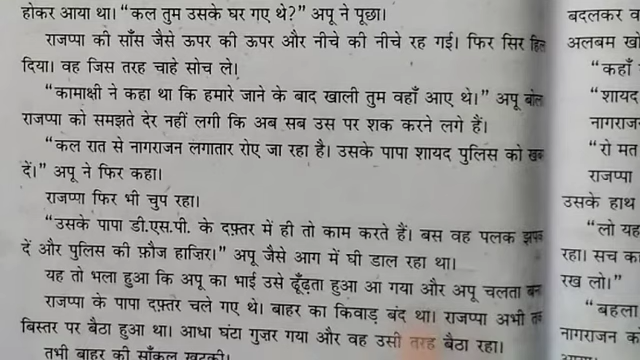 होकर आया था। “कल तुम उसके घर गए थे?” अपू ने पूछा।
राजप्पा की साँस जैसे ऊपर की ऊपर और नीचे की नीचे रह गई। फिर सिर हिला
दिया। वह जिस तरह चाहे सोच ले।
“कामाक्षी ने कहा था कि हमारे जाने के बाद खाली तुम वहाँ आए थे।” अपू बोला
राजप्पा को समझते देर नहीं लगी कि अब सब उस पर शक करने लगे हैं।
“कल रात से नागराजन लगातार रोए जा रहा है। उसके पापा शायद पुलिस को
दें।” अपू ने फिर कहा।
राजप्पा फिर भी चुप रहा।
“उसके पापा डी.एस.पी. के दफ़्तर में ही तो काम करते हैं। बस वह पलक
दें और पुलिस की फ़ौज हाजिर।” अपू जैसे आग में घी डाल रहा था।
यह तो भला हुआ कि अपू का भाई उसे ढूँढ़ता हुआ आ गया और अपू चलता
राजप्पा के पापा दफ़्तर चले गए थे। बाहर का किवाड़ बंद था। राजप्पा अभी
बिस्तर पर बैठा हुआ था। आधा घंटा गुज़र गया और वह उसी तरह बैठा रहा।
तभी बाहर की साँकल खटकी।
बदलकर
अलबम
“कहाँ
“शायद
नागराज
“रो मत
राजप्पा
उसके हाथ
“लो यह
रहा। सच
रख लो।”
“बहला
नागराजन